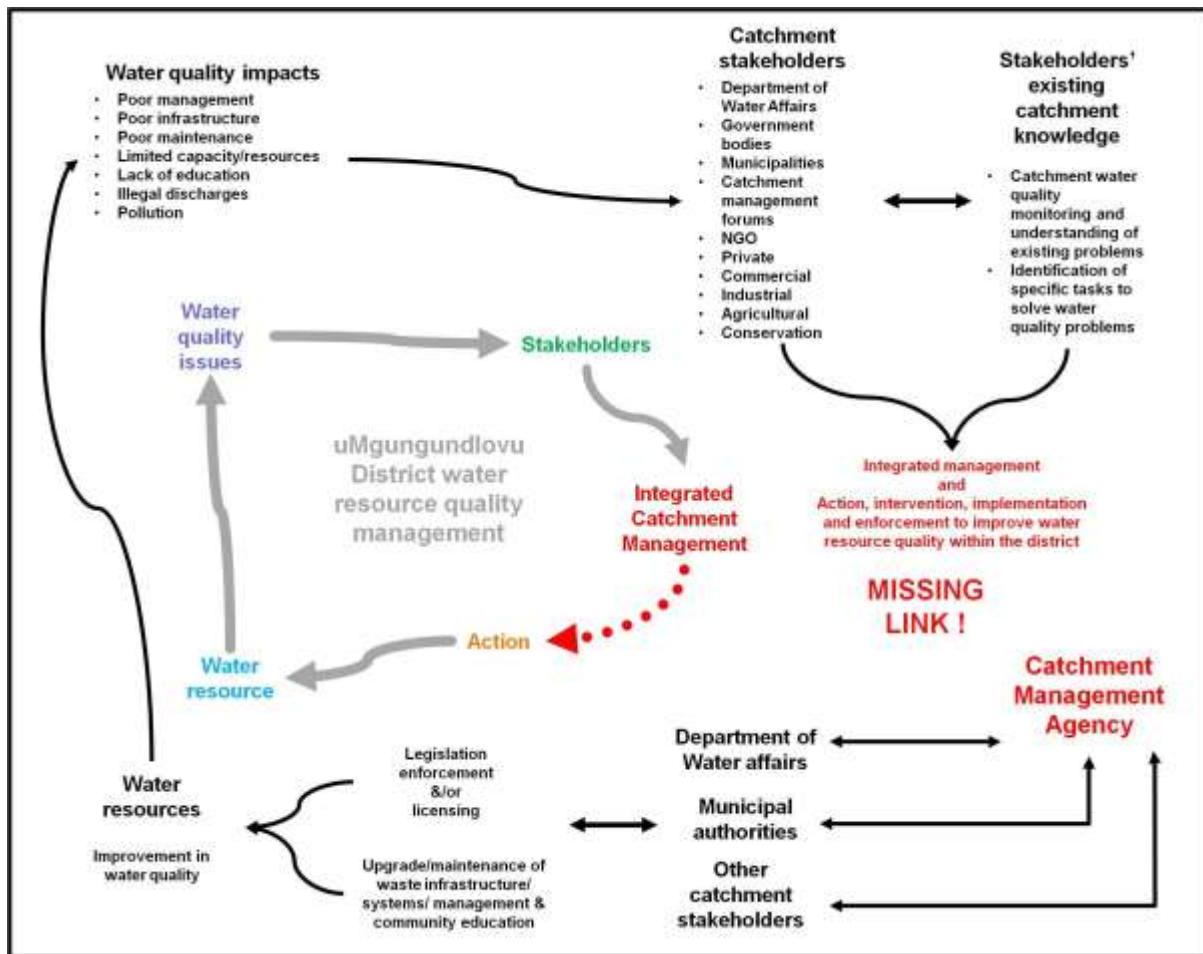 Water quality impacts
• Poor management
• Poor infrastructure
• Poor maintenance
• Limited capacity/resources
• Lack of education
• Illegal discharges
• Pollution
Catchment
stakeholders
• Department of
Water Affairs
• Government
bodies
• Municipalities
• Catchment
management
forums
• NGO
• Private
• Commercial
• Industrial
• Agricultural
• Conservation
Stakeholders'
existing
catchment
knowledge
• Catchment water
quality
monitoring and
understanding of
existing problems
• Identification of
specific tasks to
solve water
quality problems
Water
quality
issues
Stakeholders
uMgungundlovu
District water
resource quality
management
Integrated
Catchment
Management
Integrated management
and
Action, intervention, implementation
and enforcement to improve water
resource quality within the district
MISSING
LINK !
Action
Water
resource
Catchment
Management
Agency
Department of
Water affairs
Municipal
authorities
Other
catchment
stakeholders
Legislation
enforcement
&/or
licensing
Upgrade/maintenance of
waste infrastructure/
systems/ management &
community education
Water
resources
Improvement in
water quality